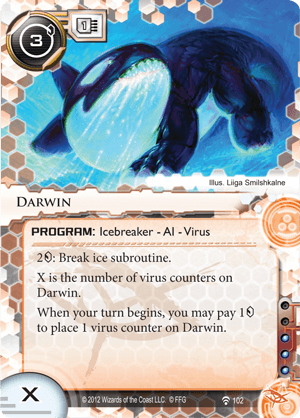 3
1
Illus. Liiga Smilshkalne
DARWIN
PROGRAM: Icebreaker - AI - Virus
2: Break ice subroutine.
X is the number of virus counters on
Darwin.
When your turn begins, you may pay 1
to place 1 virus counter on Darwin.
X
© 2012 Wizards of the Coast LLC. © FFG
102